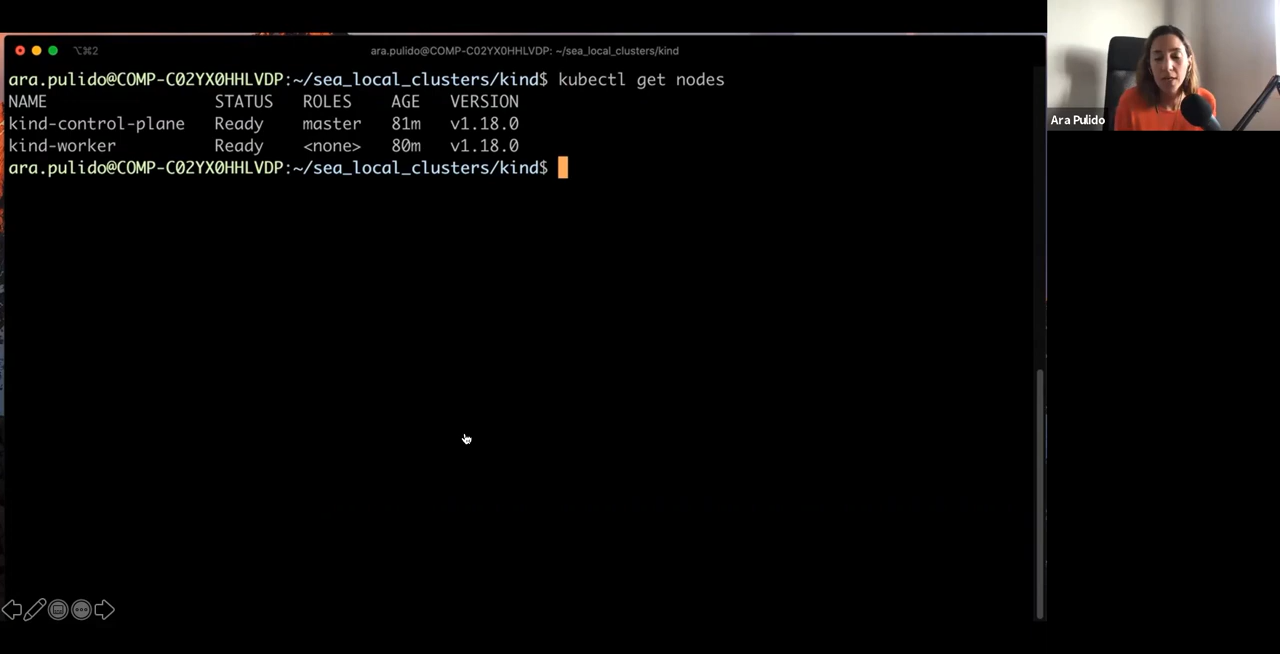 ⌥⌘2
ara.pulido@COMP-C02YX0HHLVDP: ~/sea_local_clusters/kind
ara.pulido@COMP-C02YX0HHLVDP:~/sea_local_clusters/kind$ kubectl get nodes
NAME STATUS ROLES AGE VERSION
kind-control-plane Ready master 81m v1.18.0
kind-worker Ready <none> 80m v1.18.0
ara.pulido@COMP-C02YX0HHLVDP:~/sea_local_clusters/kind$
Ara Pulido